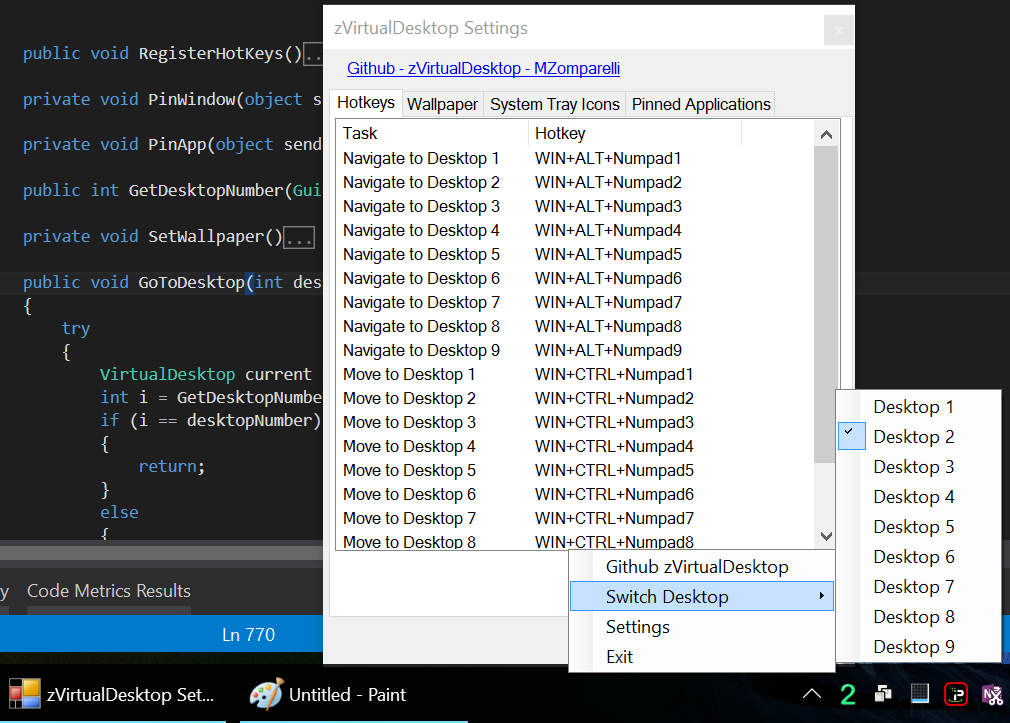 public void RegisterHotKeys()...
private void PinWindow(object s
private void PinApp(object send
public int GetDesktopNumber(Gui
private void SetWallpaper()...
public void GoToDesktop(int des
{
try
{
VirtualDesktop current
int i = GetDesktopNumbe
if (i == desktopNumber)
{
return;
}
else
{
y Code Metrics Results
Ln 770
zVirtualDesktop Settings
Github - zVirtualDesktop - MZomparelli
Hotkeys Wallpaper System Tray Icons Pinned Applications
Task Hotkey
Navigate to Desktop 1 WIN+ALT+Numpad1
Navigate to Desktop 2 WIN+ALT+Numpad2
Navigate to Desktop 3 WIN+ALT+Numpad3
Navigate to Desktop 4 WIN+ALT+Numpad4
Navigate to Desktop 5 WIN+ALT+Numpad5
Navigate to Desktop 6 WIN+ALT+Numpad6
Navigate to Desktop 7 WIN+ALT+Numpad7
Navigate to Desktop 8 WIN+ALT+Numpad8
Navigate to Desktop 9 WIN+ALT+Numpad9
Move to Desktop 1 WIN+CTRL+Numpad1
Move to Desktop 2 WIN+CTRL+Numpad2
Move to Desktop 3 WIN+CTRL+Numpad3
Move to Desktop 4 WIN+CTRL+Numpad4
Move to Desktop 5 WIN+CTRL+Numpad5
Move to Desktop 6 WIN+CTRL+Numpad6
Move to Desktop 7 WIN+CTRL+Numpad7
Move to Desktop 8 WIN+CTRL+Numpad8
Github zVirtualDesktop
Switch Desktop
Settings
Exit
Desktop 1
Desktop 2
Desktop 3
Desktop 4
Desktop 5
Desktop 6
Desktop 7
Desktop 8
Desktop 9
zVirtualDesktop Set... Untitled - Paint 2